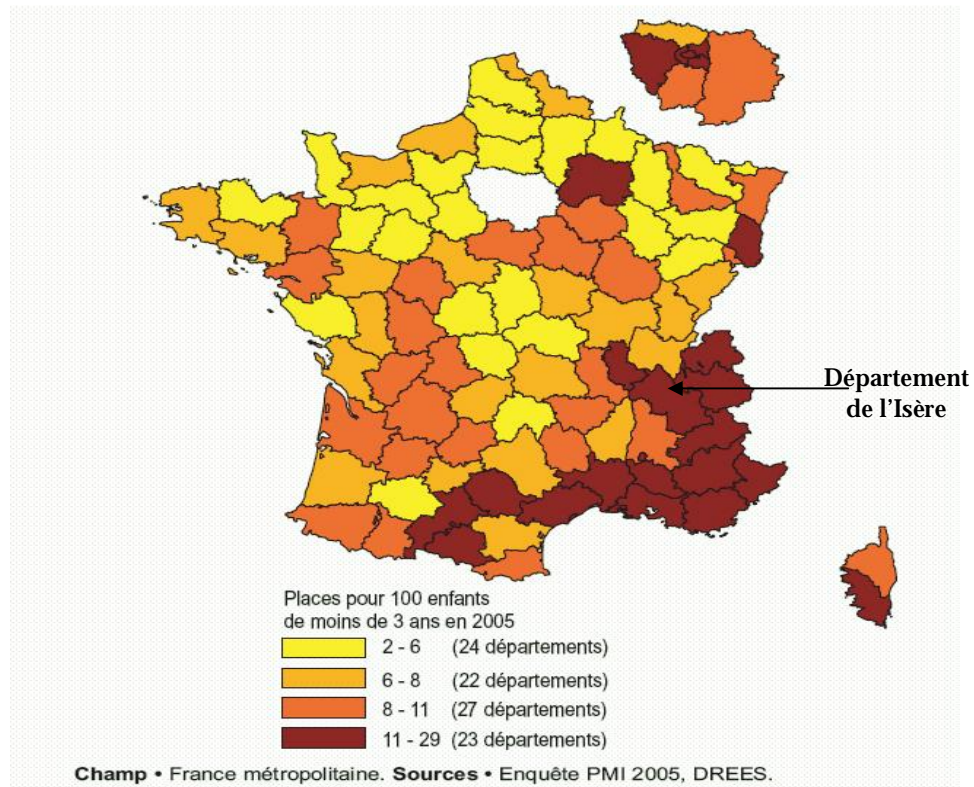 Département
de l'Isère
Places pour 100 enfants
de moins de 3 ans en 2005
2 - 6 (24 départements)
6 - 8 (22 départements)
8 - 11 (27 départements)
11 - 29 (23 départements)
Champ • France métropolitaine. Sources • Enquête PMI 2005, DREES.